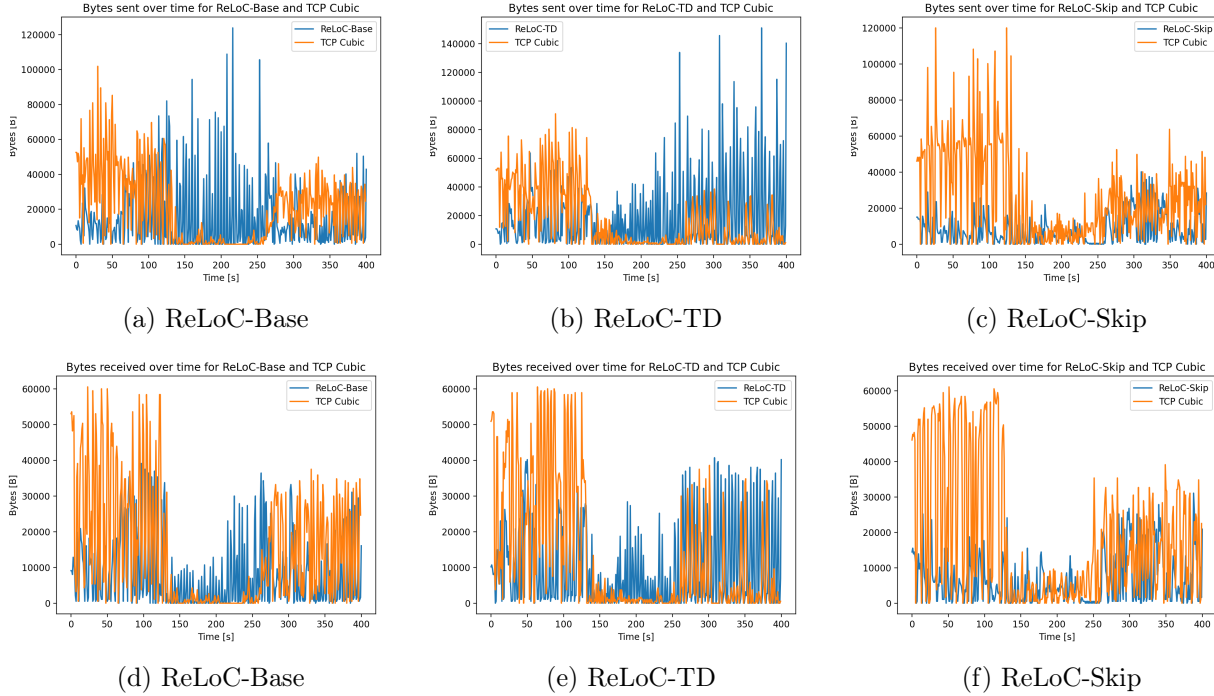 Bytes sent over time for ReLoC-Base and TCP Cubic
Bytes [B]
120000
100000
80000
60000
40000
20000
0
ReLoC-Base
TCP Cubic
0 50 100 150 200 250 300 350 400
Time [s]
(a) ReLoC-Base
Bytes sent over time for ReLoC-TD and TCP Cubic
Bytes [B]
140000
120000
100000
80000
60000
40000
20000
0
ReLoC-TD
TCP Cubic
0 50 100 150 200 250 300 350 400
Time [s]
(b) ReLoC-TD
Bytes sent over time for ReLoC-Skip and TCP Cubic
Bytes [B]
120000
100000
80000
60000
40000
20000
0
ReLoC-Skip
TCP Cubic
0 50 100 150 200 250 300 350 400
Time [s]
(c) ReLoC-Skip
Bytes received over time for ReLoC-Base and TCP Cubic
Bytes [B]
60000
50000
40000
30000
20000
10000
0
ReLoC-Base
TCP Cubic
0 50 100 150 200 250 300 350 400
Time [s]
(d) ReLoC-Base
Bytes received over time for ReLoC-TD and TCP Cubic
Bytes [B]
60000
50000
40000
30000
20000
10000
0
ReLoC-TD
TCP Cubic
0 50 100 150 200 250 300 350 400
Time [s]
(e) ReLoC-TD
Bytes received over time for ReLoC-Skip and TCP Cubic
Bytes [B]
60000
50000
40000
30000
20000
10000
0
ReLoC-Skip
TCP Cubic
0 50 100 150 200 250 300 350 400
Time [s]
(f) ReLoC-Skip